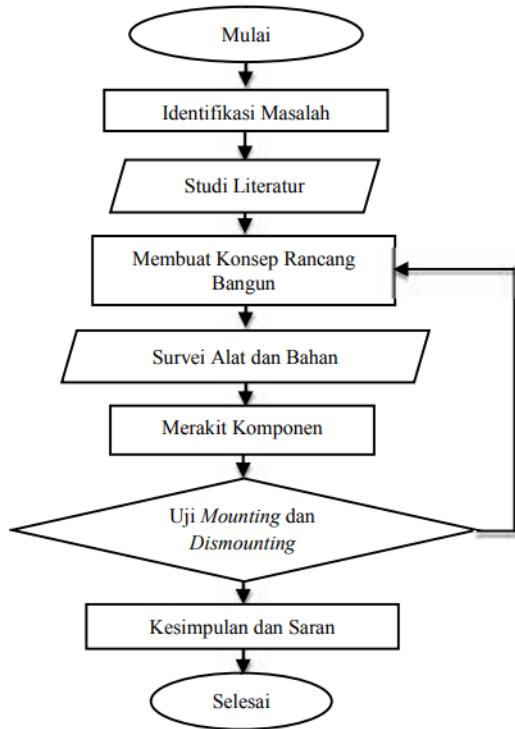 Mulai
Identifikasi Masalah
Studi Literatur
Membuat Konsep Rancang
Bangun
Survei Alat dan Bahan
Merakit Komponen
Uji Mounting dan
Dismounting
Kesimpulan dan Saran
Selesai